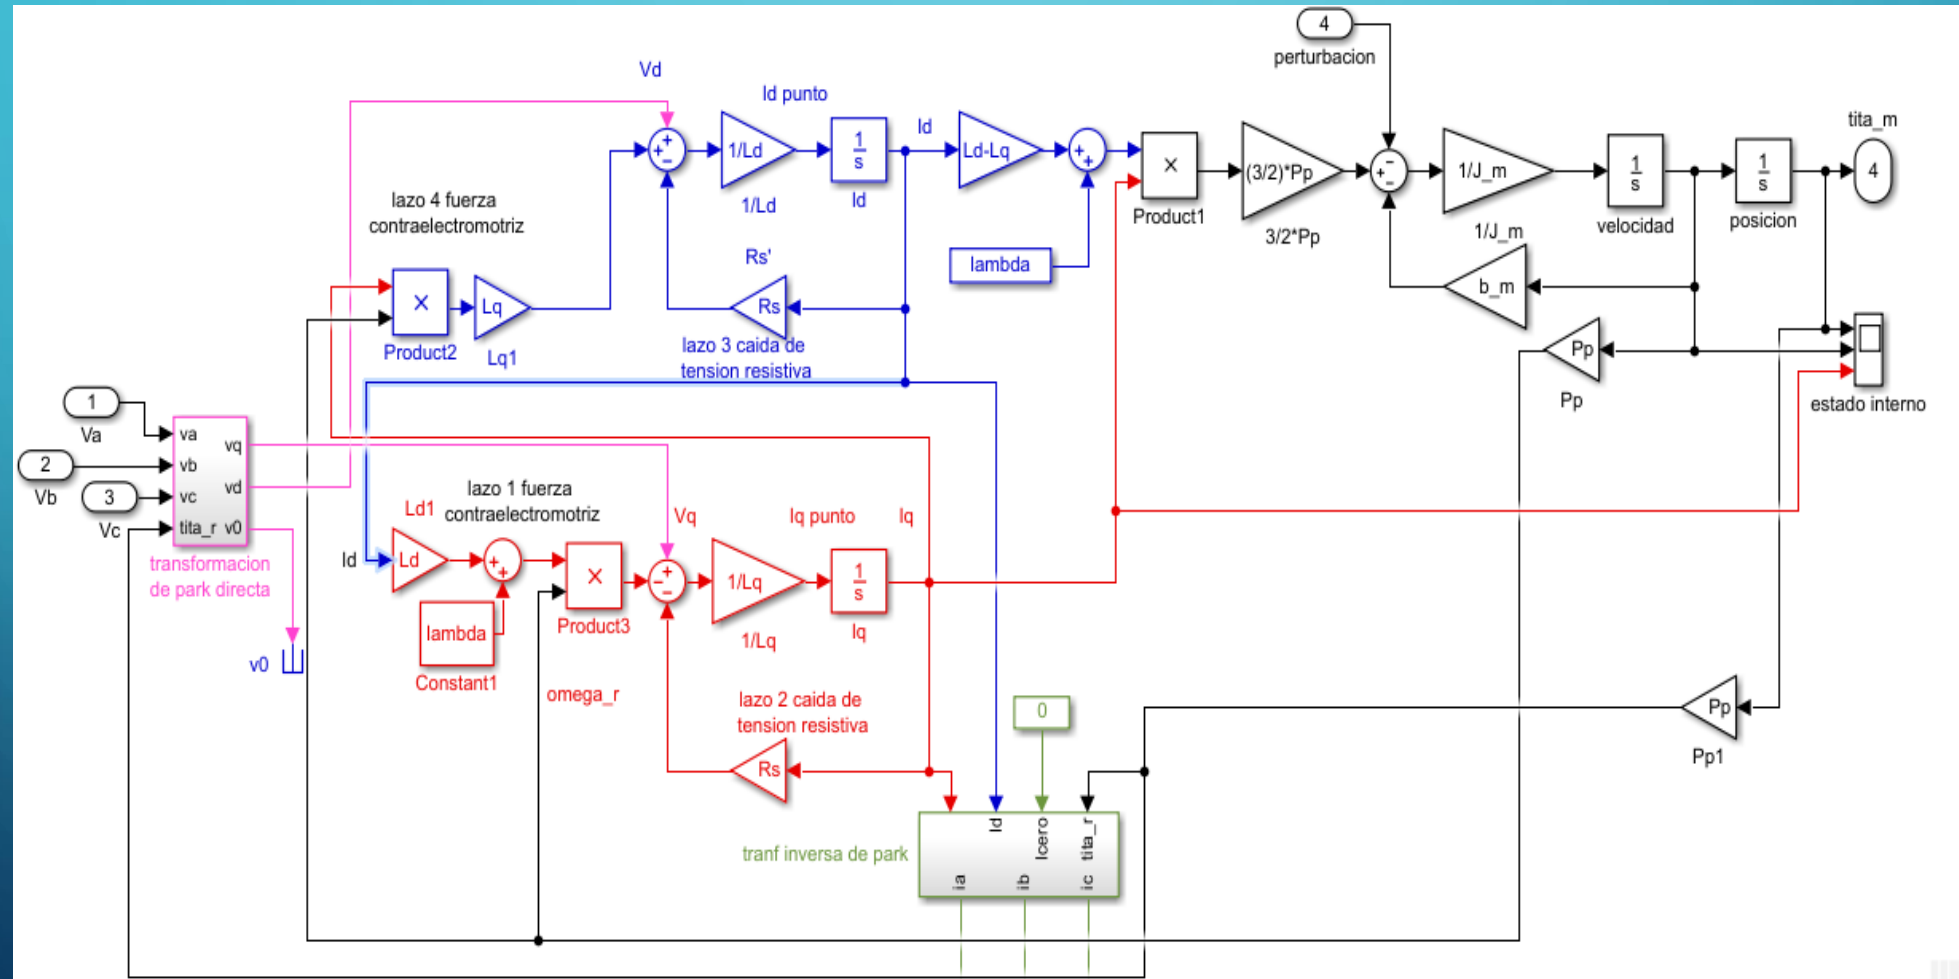 4
perturbacion
Vd
Id punto
1/Ld
1
s
Id
Ld-Lq
1/Ld
Id
×
Product1
(3/2)*Pp
3/2*Pp
1/J_m
1/J_m
1
s
velocidad
1
s
posicion
tita_m
4
lazo 4 fuerza
contraelectromotriz
Rs'
Rs
lambda
b_m
×
Product2
Lq
Lq1
lazo 3 caida de
tension resistiva
Pp
Pp
estado interno
1
Va
2
Vb
3
Vc
va
vb
vc
tita_r
vq
vd
v0
transformacion
de park directa
v0
Id
Ld1
lazo 1 fuerza
contraelectromotriz
Ld
lambda
Constant1
×
Product3
omega_r
Vq
Iq punto
Iq
1/Lq
1/Lq
1
s
Iq
lazo 2 caida de
tension resistiva
Rs
0
Pp
Pp1
tranf inversa de park
Id
Icero
tita_r
ia
ib
ic